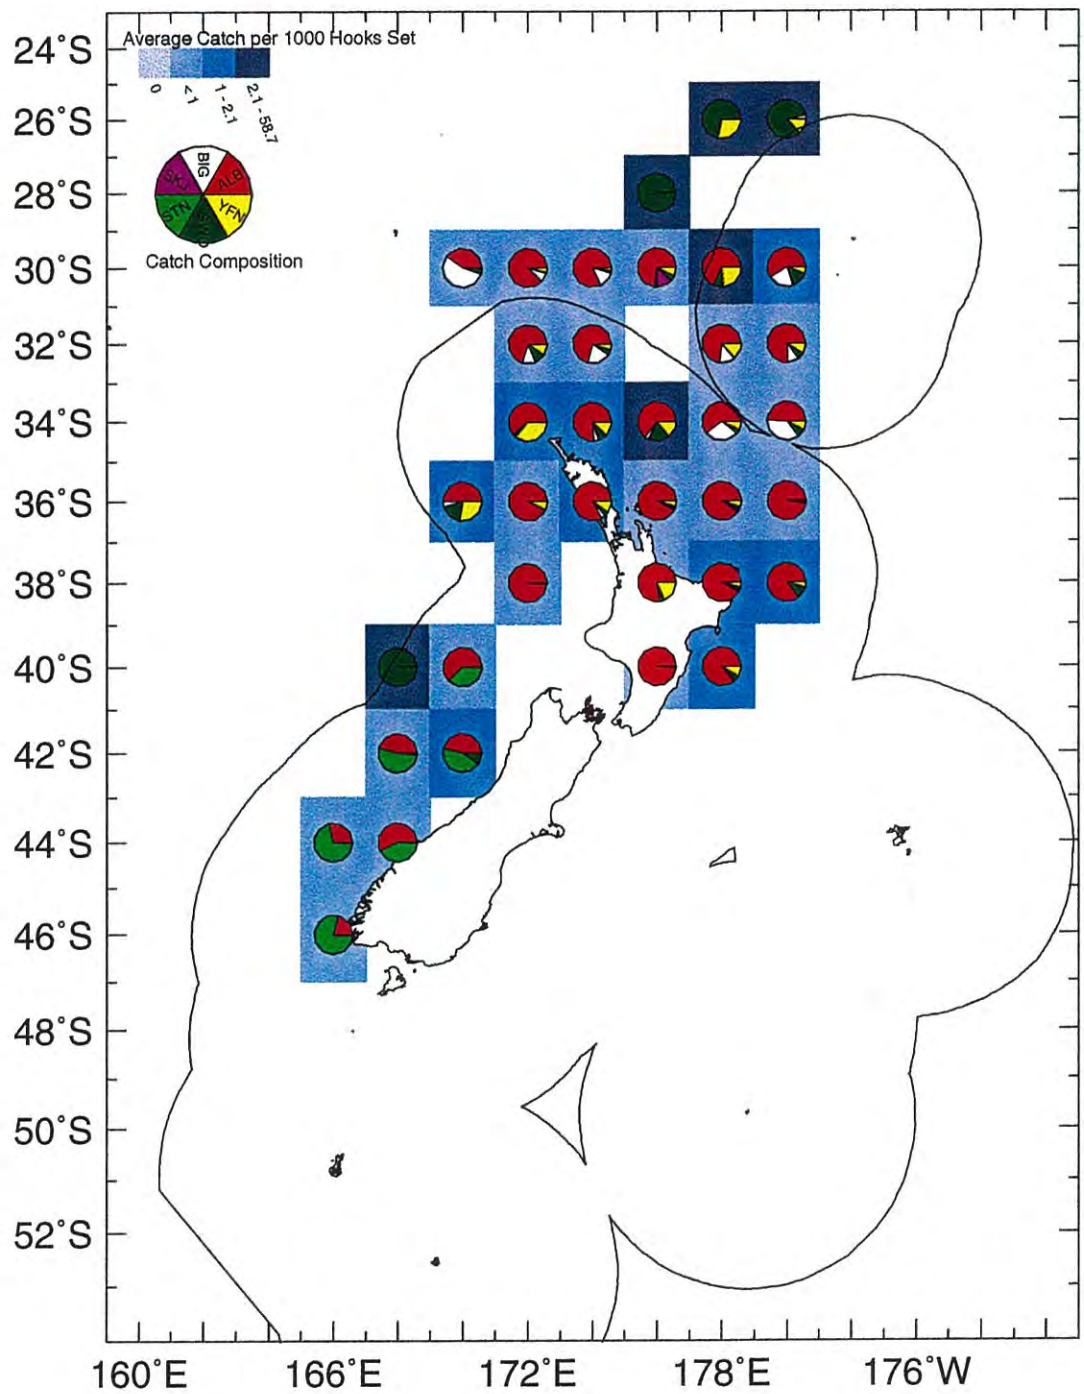 Average Catch per 1000 Hooks Set
0
<1
1 - 2.1
2.1 - 58.7
BIG
SKJ
ALB
STN
YFN
Catch Composition
24°S
26°S
28°S
30°S
32°S
34°S
36°S
38°S
40°S
42°S
44°S
46°S
48°S
50°S
52°S
160°E
166°E
172°E
178°E
176°W